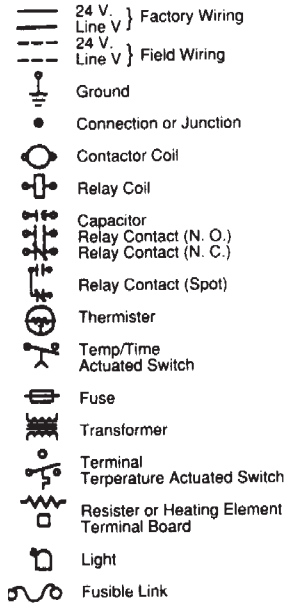 24 V.
Line V } Factory Wiring
24 V.
Line V } Field Wiring
Ground
Connection or Junction
Contactor Coil
Relay Coil
Capacitor
Relay Contact (N. O.)
Relay Contact (N. C.)
Relay Contact (Spot)
Thermister
Temp/Time
Actuated Switch
Fuse
Transformer
Terminal
Terperature Actuated Switch
Resister or Heating Element
Terminal Board
Light
Fusible Link